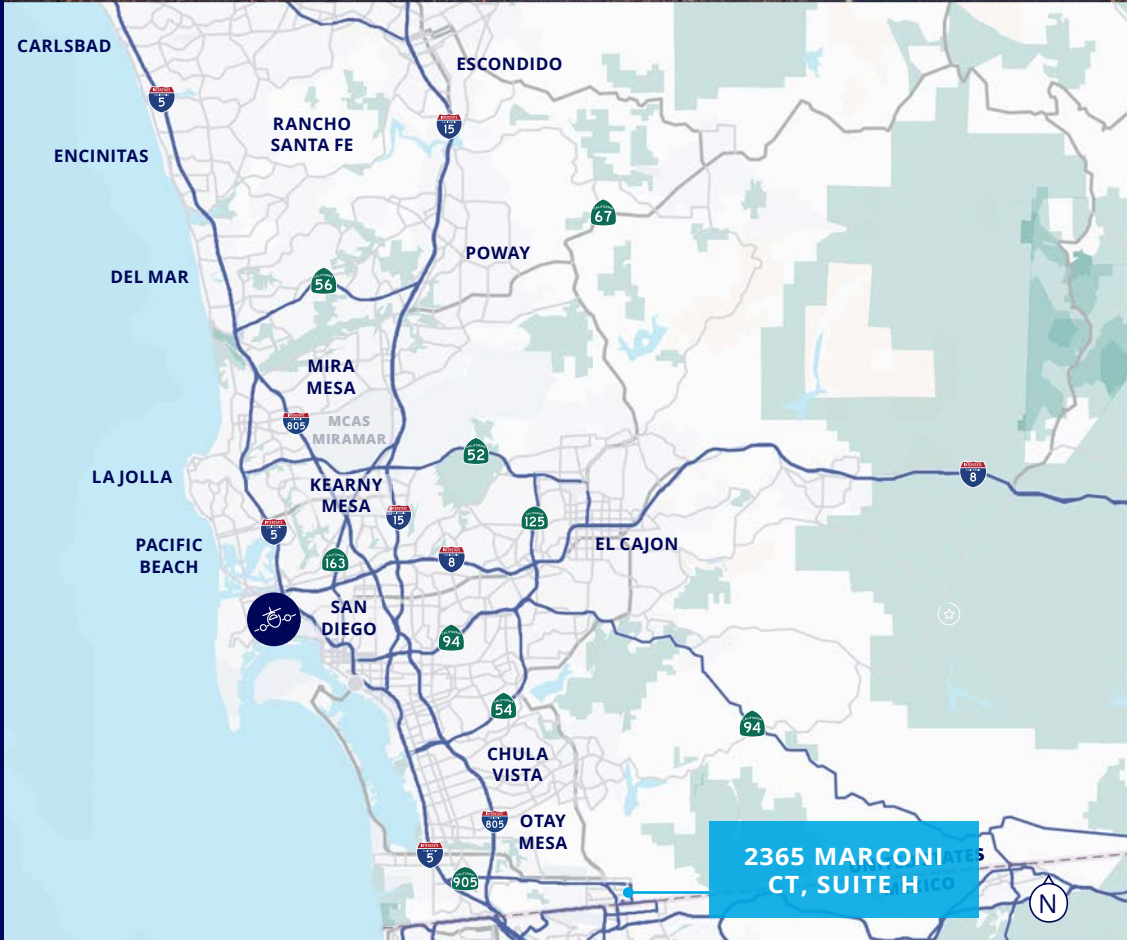 CARLSBAD
ESCONDIDO
5
15
RANCHO
SANTA FE
ENCINITAS
67
POWAY
DEL MAR
56
MIRA
MESA
805
MCAS
MIRAMAR
52
LA JOLLA
8
KEARNY
MESA
15
125
5
PACIFIC
BEACH
163
8
EL CAJON
SAN
DIEGO
94
54
94
CHULA
VISTA
805
OTAY
MESA
5
905
2365 MARCONI
CT, SUITE H
N